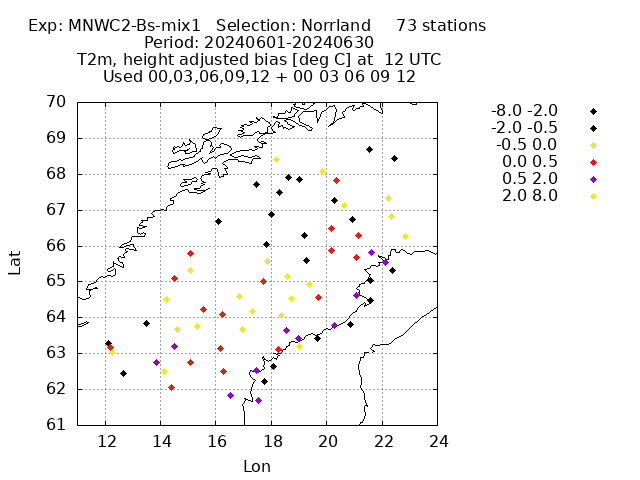 Exp: MNWC2-Bs-mix1   Selection: Norrland     73 stations
Period: 20240601-20240630
T2m, height adjusted bias [deg C] at  12 UTC
Used 00,03,06,09,12 + 00 03 06 09 12
-8.0 -2.0
-2.0 -0.5
-0.5 0.0
0.0 0.5
0.5 2.0
2.0 8.0
Lat
70
69
68
67
66
65
64
63
62
61
12 14 16 18 20 22 24
Lon